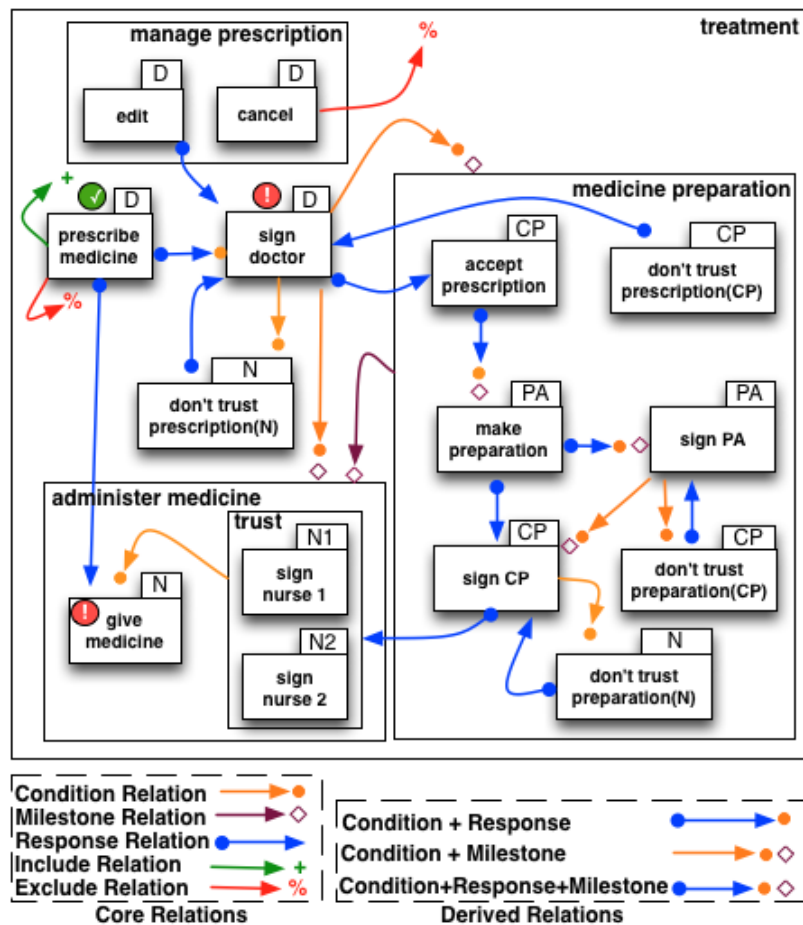 manage prescription
treatment
%
D
edit
D
cancel
+
✓
D
prescribe
medicine
%
!
D
sign
doctor
medicine preparation
CP
accept
prescription
CP
don't trust
prescription(CP)
N
don't trust
prescription(N)
PA
make
preparation
PA
sign PA
administer medicine
trust
N1
sign
nurse 1
N
!
give
medicine
N2
sign
nurse 2
CP
sign CP
CP
don't trust
preparation(CP)
N
don't trust
preparation(N)
Condition Relation
Milestone Relation
Response Relation
Include Relation +
Exclude Relation %
Core Relations
Condition + Response
Condition + Milestone
Condition+Response+Milestone
Derived Relations